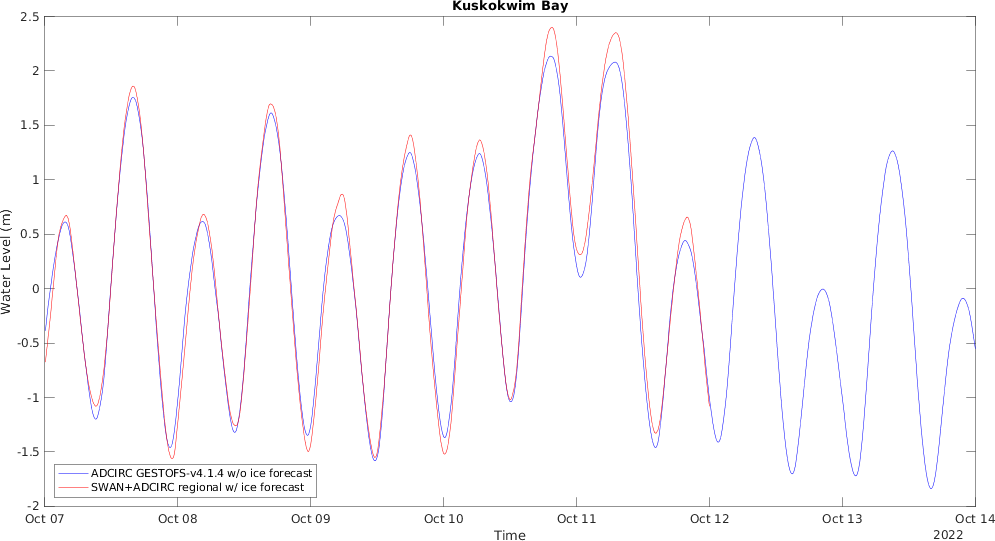 Kuskokwim Bay
2.5
2
1.5
1
0.5
0
-0.5
-1
-1.5
-2
Water Level (m)
ADCIRC GESTOFS-v4.1.4 w/o ice forecast
SWAN+ADCIRC regional w/ ice forecast
Oct 07 Oct 08 Oct 09 Oct 10 Oct 11 Oct 12 Oct 13 Oct 14
Time
2022